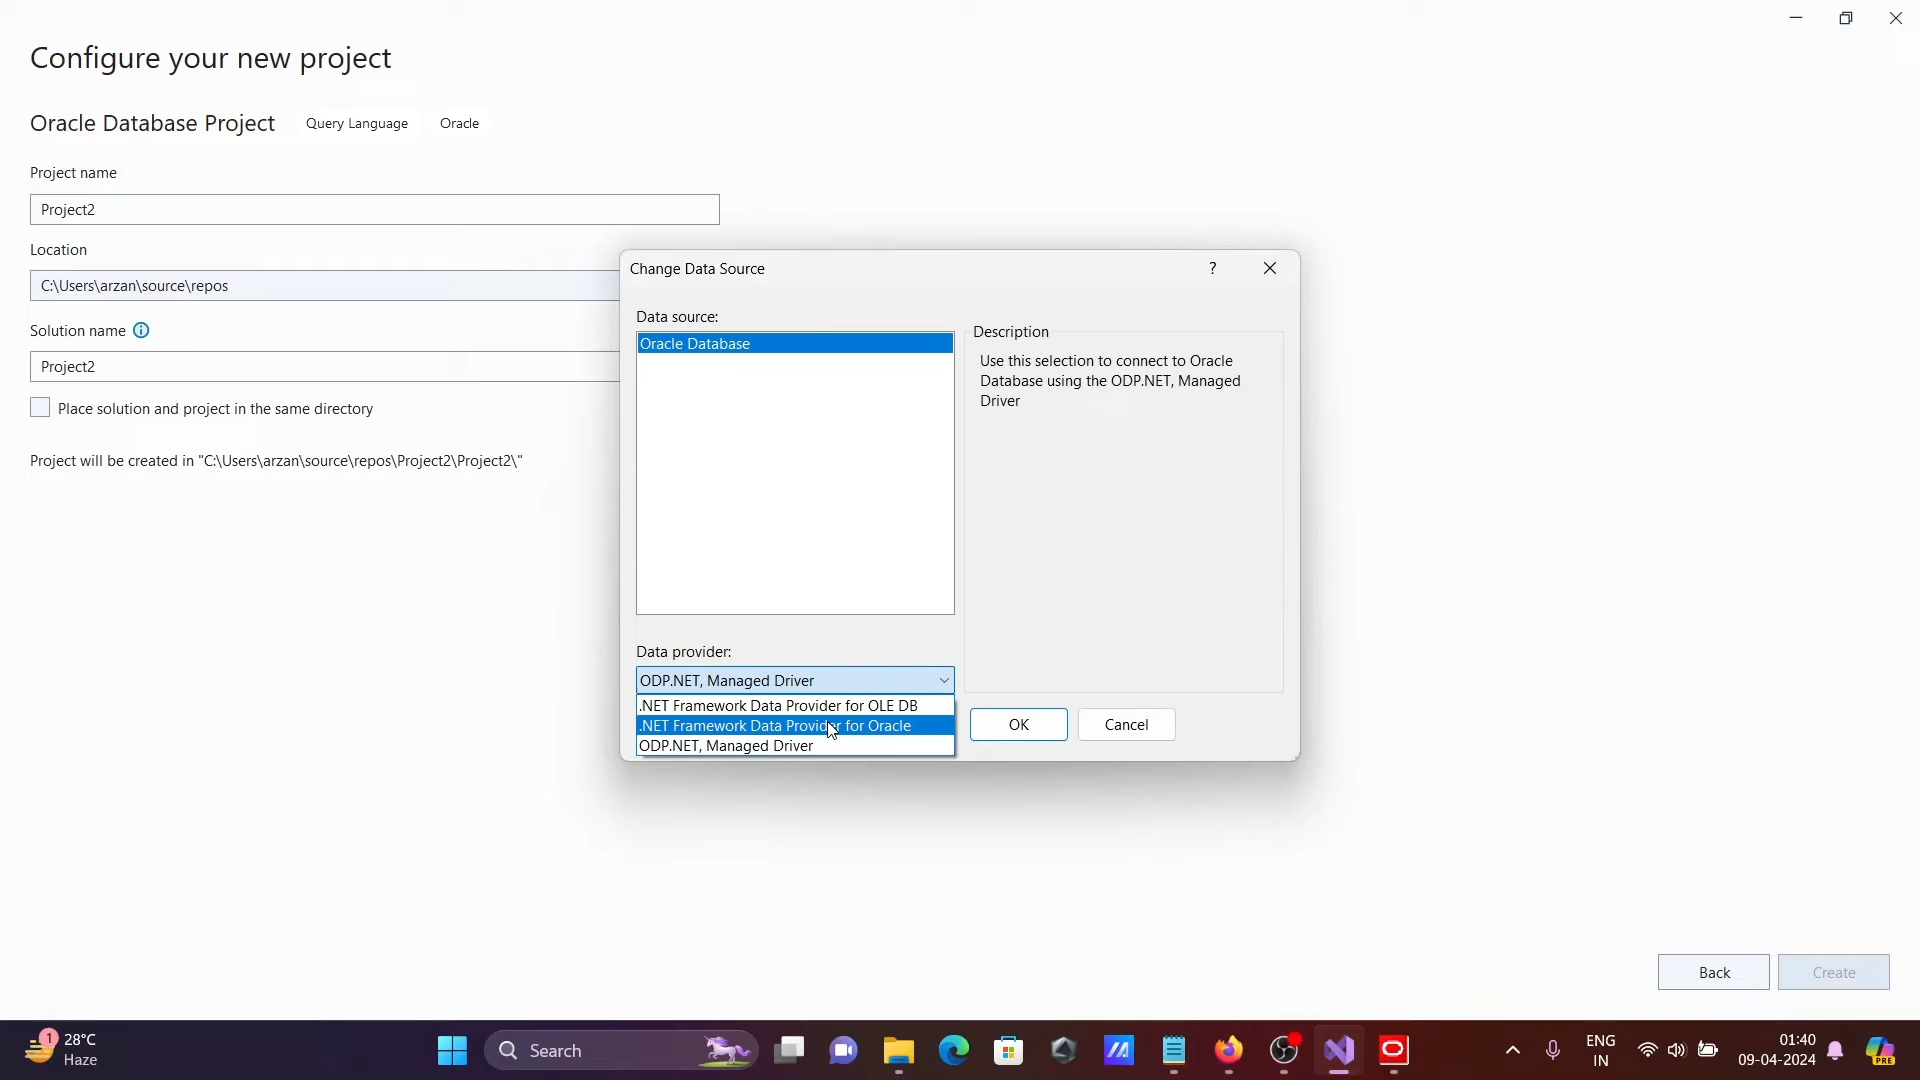 Configure your new project
Oracle Database Project Query Language Oracle
Project name
Project2
Location
C:\Users\arzan\source\repos
Solution name
Project2
Place solution and project in the same directory
Project will be created in "C:\Users\arzan\source\repos\Project2\Project2\"
Change Data Source ?
Data source:
Oracle Database
Description
Use this selection to connect to Oracle
Database using the ODP.NET, Managed
Driver
Data provider:
ODP.NET, Managed Driver
.NET Framework Data Provider for OLE DB
.NET Framework Data Provider for Oracle
ODP.NET, Managed Driver
OK Cancel
Back Create
1 28°C
Haze
Search
ENG
IN
01:40
09-04-2024
PRE